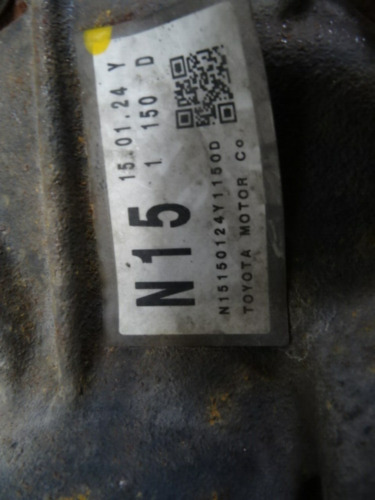 15.01.24 Y
1 150 D
N15
N15150124Y1150D
TOYOTA MOTOR Co